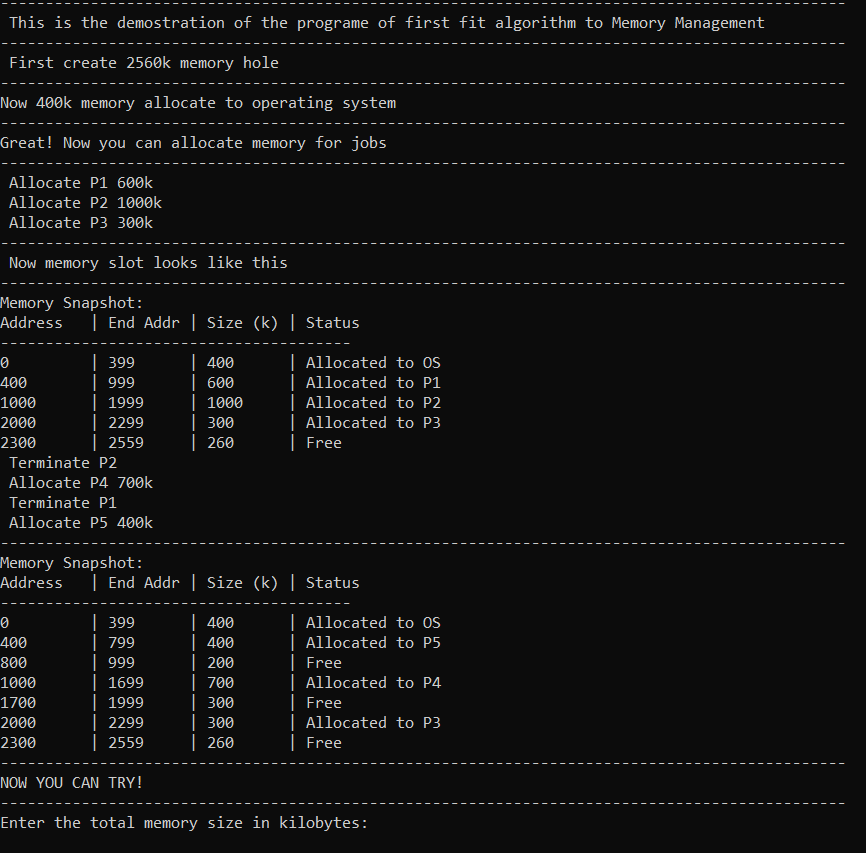 --------------------------------------------------------------------------------------
 This is the demostration of the programe of first fit algorithm to Memory Management
----------------------------------------------------------------------------------------------
 First create 2560k memory hole
----------------------------------------------------------------------------------------------
Now 400k memory allocate to operating system
----------------------------------------------------------------------------------------------
Great! Now you can allocate memory for jobs
----------------------------------------------------------------------------------------------
 Allocate P1 600k
 Allocate P2 1000k
 Allocate P3 300k
----------------------------------------------------------------------------------------------
 Now memory slot looks like this
----------------------------------------------------------------------------------------------
Memory Snapshot:
Address   | End Addr | Size (k) | Status
---------------------------------------
0         | 399      | 400      | Allocated to OS
400       | 999      | 600      | Allocated to P1
1000      | 1999     | 1000     | Allocated to P2
2000      | 2299     | 300      | Allocated to P3
2300      | 2559     | 260      | Free
 Terminate P2
 Allocate P4 700k
 Terminate P1
 Allocate P5 400k
----------------------------------------------------------------------------------------------
Memory Snapshot:
Address   | End Addr | Size (k) | Status
---------------------------------------
0         | 399      | 400      | Allocated to OS
400       | 799      | 400      | Allocated to P5
800       | 999      | 200      | Free
1000      | 1699     | 700      | Allocated to P4
1700      | 1999     | 300      | Free
2000      | 2299     | 300      | Allocated to P3
2300      | 2559     | 260      | Free
----------------------------------------------------------------------------------------------
NOW YOU CAN TRY!
----------------------------------------------------------------------------------------------
Enter the total memory size in kilobytes: